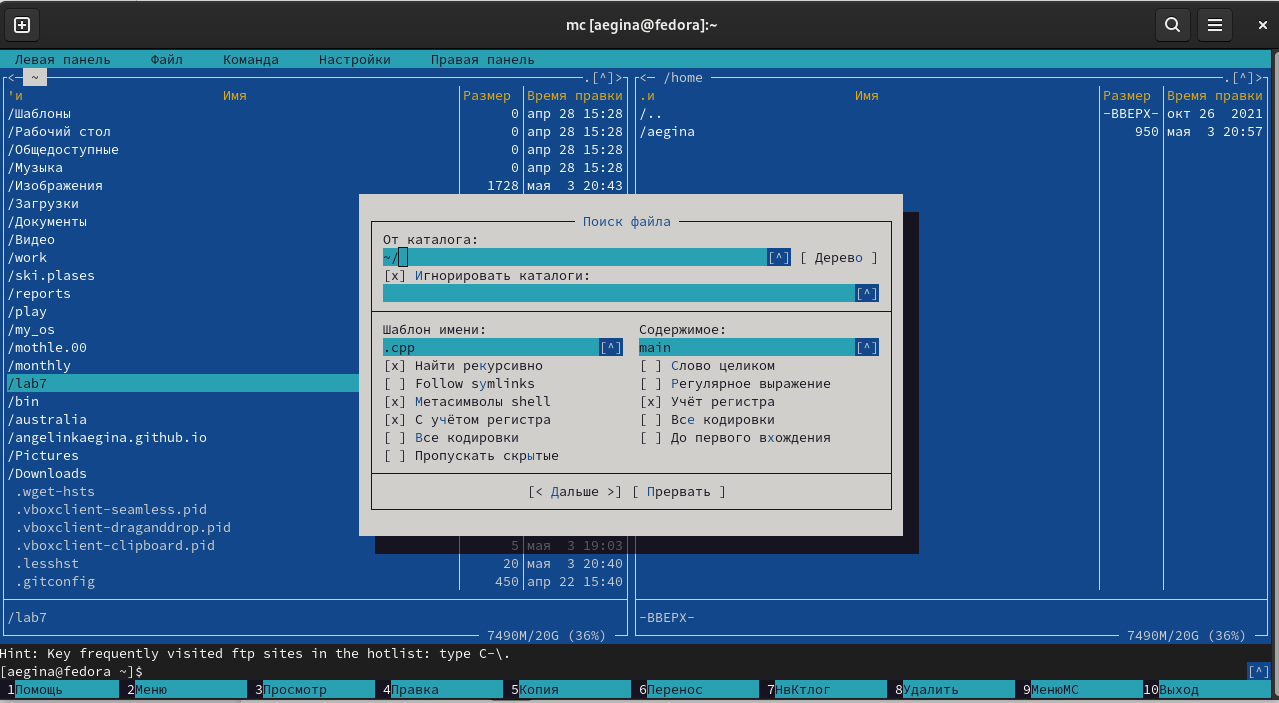 mc [aegina@fedora]:~
Левая панель Файл Команда Настройки Правая панель
<─ ~ .[^]>
'и Имя Размер Время правки
/Шаблоны 0 апр 28 15:28
/Рабочий стол 0 апр 28 15:28
/Общедоступные 0 апр 28 15:28
/Музыка 0 апр 28 15:28
/Изображения 1728 мая 3 20:43
/Загрузки
/Документы
/Видео
/work
/ski.plases
/reports
/play
/my_os
/mothle.00
/monthly
/lab7
/bin
/australia
/angelinkaegina.github.io
/Pictures
/Downloads
.wget-hsts
.vboxclient-seamless.pid
.vboxclient-draganddrop.pid
.vboxclient-clipboard.pid 5 мая 3 19:03
.lesshst 20 мая 3 20:40
.gitconfig 450 апр 22 15:40
/lab7
7490M/20G (36%)
<─ /home .[^]>
.и Имя Размер Время правки
/.. -ВВЕРХ- окт 26 2021
/aegina 950 мая 3 20:57
-ВВЕРХ-
7490M/20G (36%)
Поиск файла
От каталога:
~/ [^] [ Дерево ]
[x] Игнорировать каталоги:
[^]
Шаблон имени: Содержимое:
.cpp [^] main [^]
[x] Найти рекурсивно [ ] Слово целиком
[ ] Follow symlinks [ ] Регулярное выражение
[x] Метасимволы shell [x] Учёт регистра
[x] С учётом регистра [ ] Все кодировки
[ ] Все кодировки [ ] До первого вхождения
[ ] Пропускать скрытые
[< Дальше >] [ Прервать ]
Hint: Key frequently visited ftp sites in the hotlist: type C-\.
[aegina@fedora ~]$ [^]
1Помощь 2Меню 3Просмотр 4Правка 5Копия 6Перенос 7НвКтлог 8Удалить 9МенюМС 10Выход